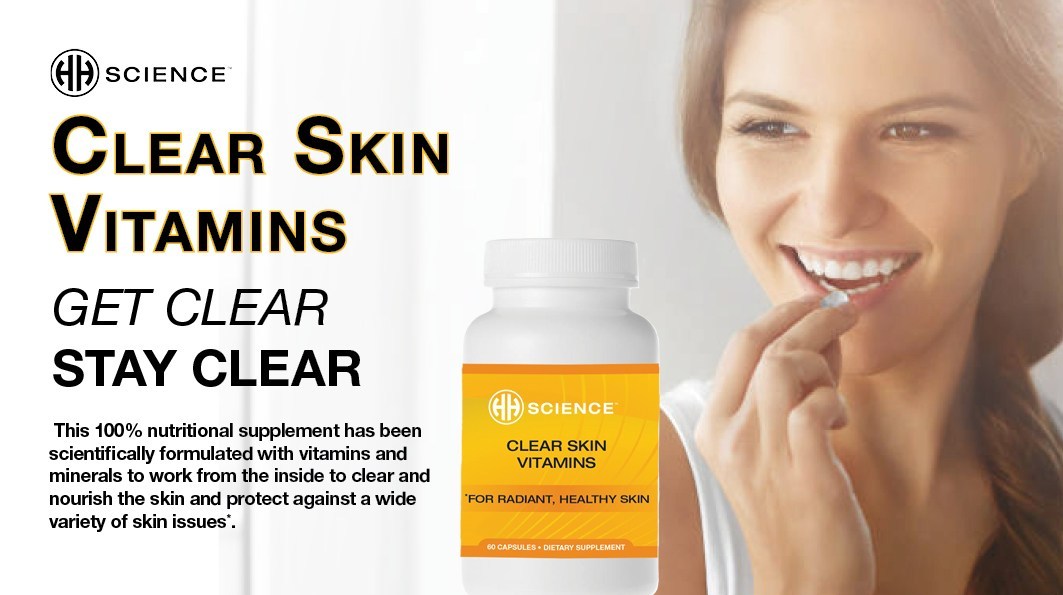 HH SCIENCE™
CLEAR SKIN
VITAMINS
GET CLEAR
STAY CLEAR
This 100% nutritional supplement has been
scientifically formulated with vitamins and
minerals to work from the inside to clear and
nourish the skin and protect against a wide
variety of skin issues*.
HH SCIENCE™
CLEAR SKIN
VITAMINS
*FOR RADIANT, HEALTHY SKIN
60 CAPSULES • DIETARY SUPPLEMENT